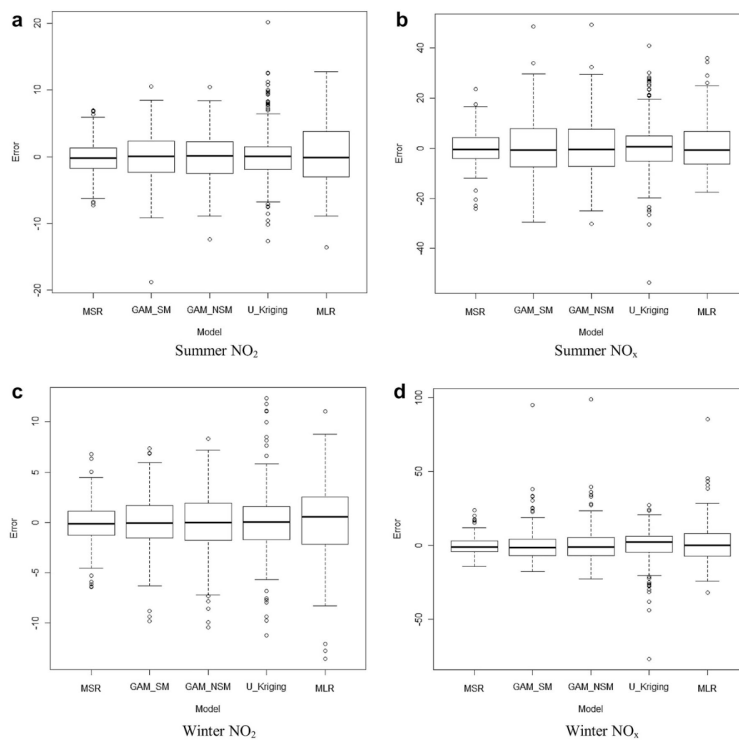 a
20
10
0
-10
-20
Error
MSR GAM_SM GAM_NSM U_Kriging MLR
Model
Summer NO₂
b
40
20
0
-20
-40
Error
MSR GAM_SM GAM_NSM U_Kriging MLR
Model
Summer NOₓ
c
10
5
0
-5
-10
Error
MSR GAM_SM GAM_NSM U_Kriging MLR
Model
Winter NO₂
d
100
50
0
-50
Error
MSR GAM_SM GAM_NSM U_Kriging MLR
Model
Winter NOₓ